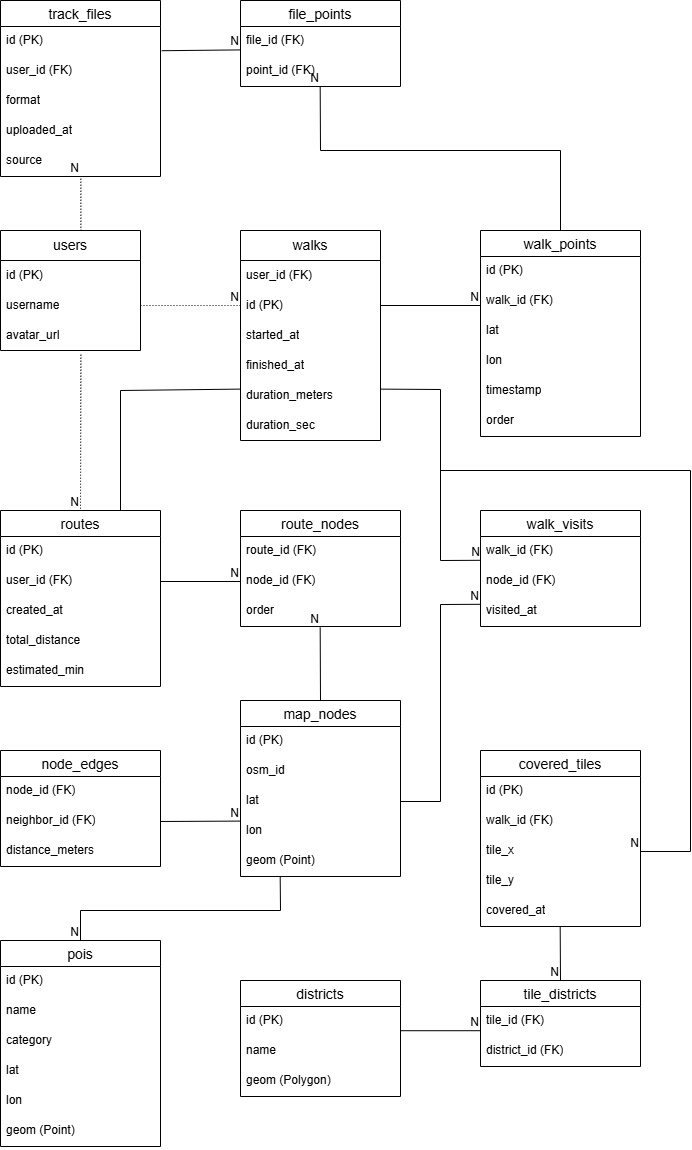 track_files
id (PK)
user_id (FK)
format
uploaded_at
source
N
N
file_points
file_id (FK)
point_id (FK)
N
users
id (PK)
username
avatar_url
N
walks
user_id (FK)
id (PK)
started_at
finished_at
duration_meters
duration_sec
N
walk_points
id (PK)
walk_id (FK)
lat
lon
timestamp
order
N
routes
id (PK)
user_id (FK)
created_at
total_distance
estimated_min
N
route_nodes
route_id (FK)
node_id (FK)
order
N
N
N
walk_visits
walk_id (FK)
node_id (FK)
visited_at
map_nodes
id (PK)
osm_id
lat
lon
geom (Point)
node_edges
node_id (FK)
neighbor_id (FK)
distance_meters
N
covered_tiles
id (PK)
walk_id (FK)
tile_x
tile_y
covered_at
N
N
pois
id (PK)
name
category
lat
lon
geom (Point)
districts
id (PK)
name
geom (Polygon)
N
N
tile_districts
tile_id (FK)
district_id (FK)